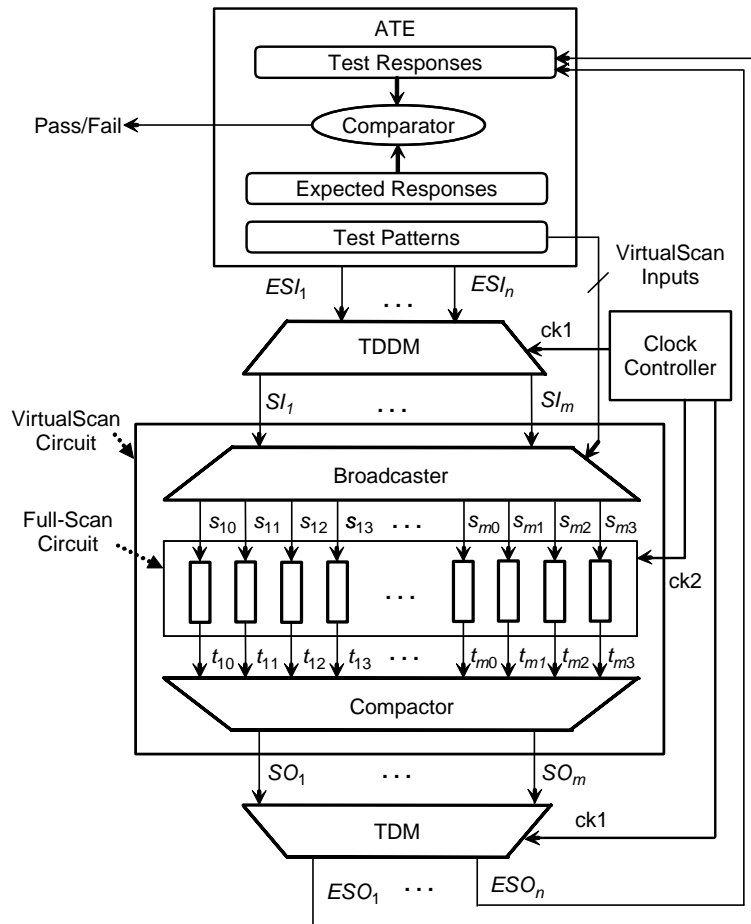 ATE
Test Responses
Pass/Fail
Comparator
Expected Responses
Test Patterns
VirtualScan
Inputs
ESI1
. . .
ESIn
TDDM
ck1
Clock
Controller
SI1
. . .
SIm
VirtualScan
Circuit
Broadcaster
Full-Scan
Circuit
s10 s11 s12 s13 . . . sm0 sm1 sm2 sm3
. . .
ck2
t10 t11 t12 t13 . . . tm0 tm1 tm2 tm3
Compactor
SO1
. . .
SOm
TDM
ck1
ESO1
. . .
ESOn